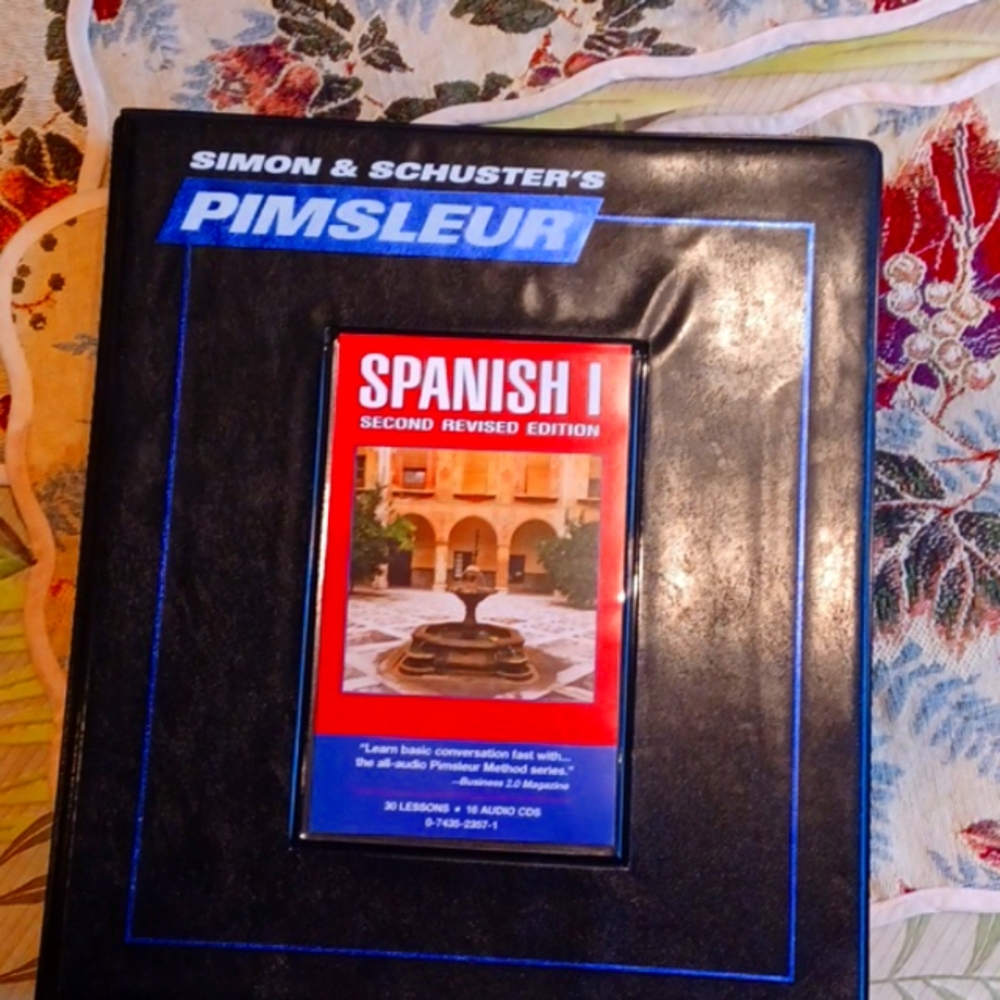 SIMON & SCHUSTER'S
PIMSLEUR
SPANISH I
SECOND REVISED EDITION
"Learn basic conversation fast with...
the all-audio Pimsleur Method series."
--Business 2.0 Magazine
30 LESSONS • 16 AUDIO CDS
0-7435-2357-1